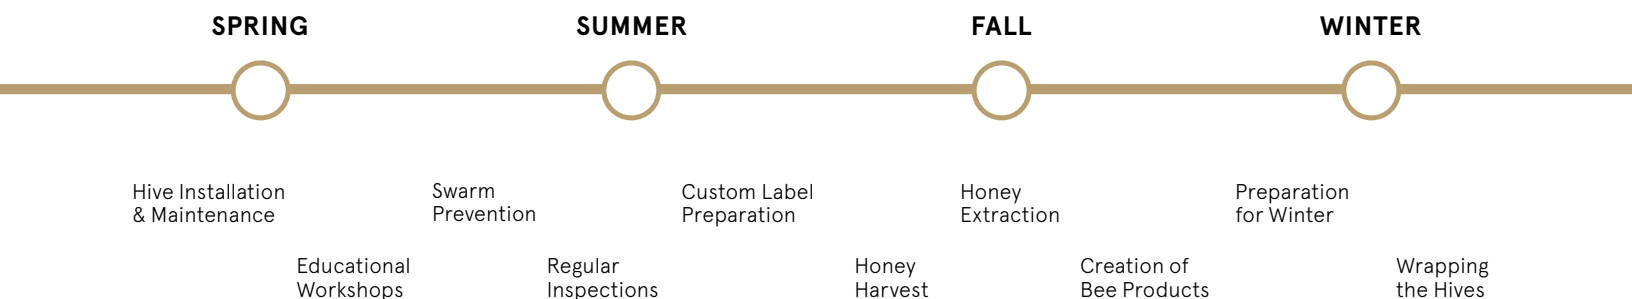 SPRING
SUMMER
FALL
WINTER
Hive Installation
& Maintenance
Swarm
Prevention
Custom Label
Preparation
Honey
Extraction
Preparation
for Winter
Educational
Workshops
Regular
Inspections
Honey
Harvest
Creation of
Bee Products
Wrapping
the Hives